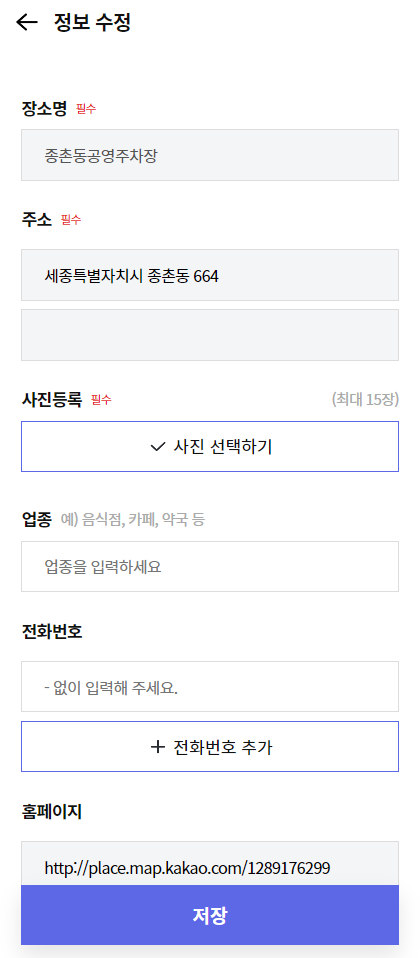 정보 수정
장소명 필수
종촌동공영주차장
주소 필수
세종특별자치시 종촌동 664
사진등록 필수 (최대 15장)
사진 선택하기
업종 예) 음식점, 카페, 약국 등
업종을 입력하세요
전화번호
- 없이 입력해 주세요.
전화번호 추가
홈페이지
http://place.map.kakao.com/1289176299
저장